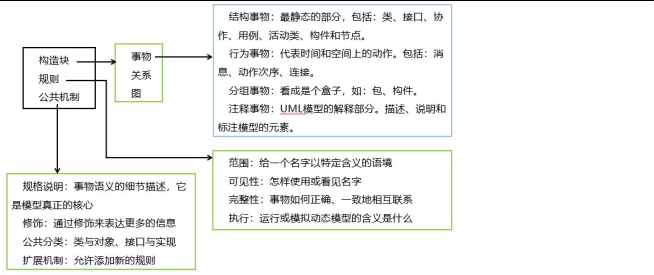 构造块
规则
公共机制
事物
关系
图
结构事物：最静态的部分，包括：类、接口、协
作、用例、活动类、构件和节点。
行为事物：代表时间和空间上的动作。包括：消
息、动作次序、连接。
分组事物：看成是个盒子，如：包、构件。
注释事物：UML模型的解释部分。描述、说明和
标注模型的元素。
范围：给一个名字以特定含义的语境
可见性：怎样使用或看见名字
完整性：事物如何正确、一致地相互联系
执行：运行或模拟动态模型的含义是什么
规格说明：事物语义的细节描述，它
是模型真正的核心
修饰：通过修饰来表达更多的信息
公共分类：类与对象、接口与实现
扩展机制：允许添加新的规则